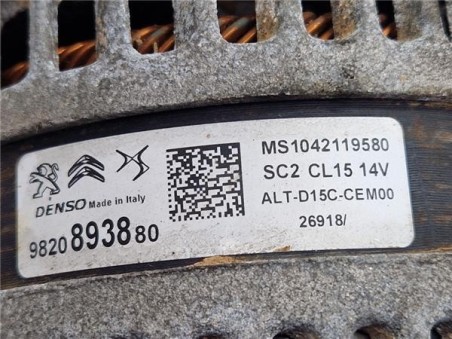 DENSO Made in Italy
9820893880
MS1042119580
SC2 CL15 14V
ALT-D15C-CEM00
26918/